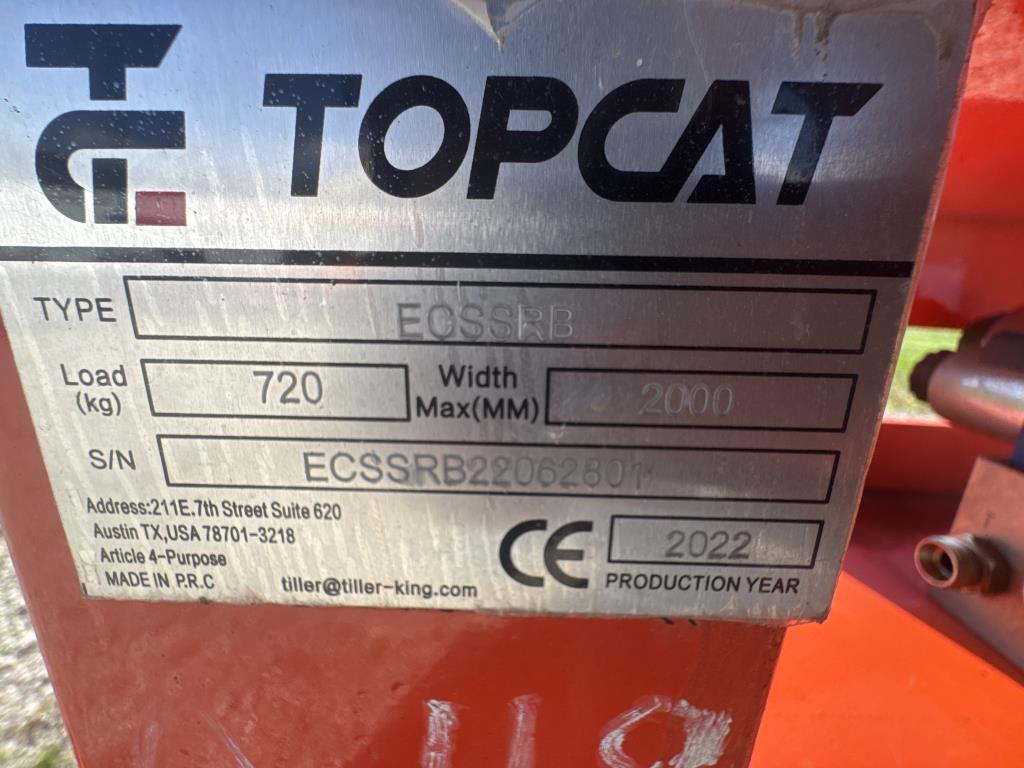 TC TOPCAT
TYPE ECSSRB
Load (kg) 720 Width Max(MM) 2000
S/N ECSSRB22062801
Address:211E.7th Street Suite 620
Austin TX,USA 78701-3218
Article 4-Purpose
MADE IN P.R.C tiller@tiller-king.com
CE 2022
PRODUCTION YEAR